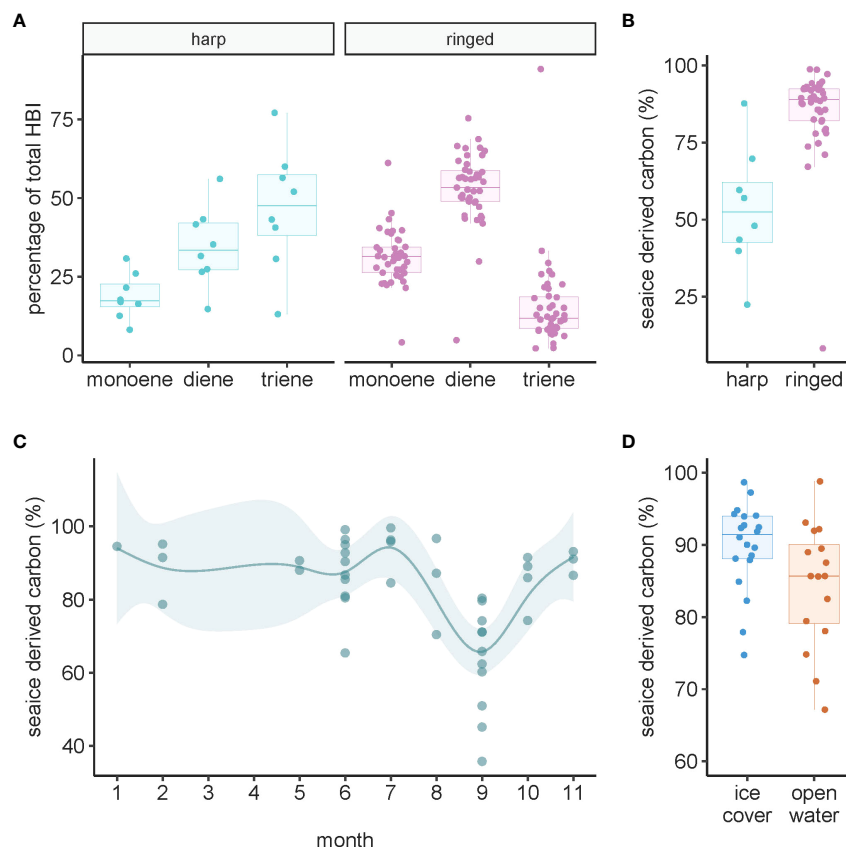 A
harp
ringed
percentage of total HBI
75
50
25
0
monoene diene triene
monoene diene triene
B
seaice derived carbon (%)
100
75
50
25
harp ringed
C
seaice derived carbon (%)
100
80
60
40
1 2 3 4 5 6 7 8 9 10 11
month
D
seaice derived carbon (%)
100
90
80
70
60
ice open
cover water